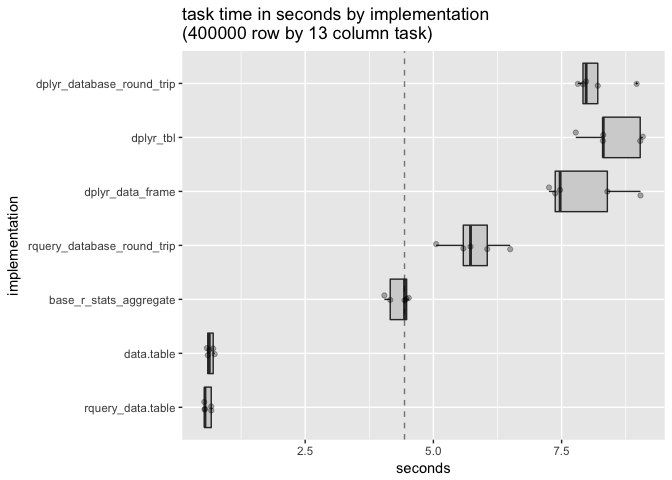 task time in seconds by implementation
(400000 row by 13 column task)
implementation
dplyr_database_round_trip
dplyr_tbl
dplyr_data_frame
rquery_database_round_trip
base_r_stats_aggregate
data.table
rquery_data.table
2.5 5.0 7.5
seconds